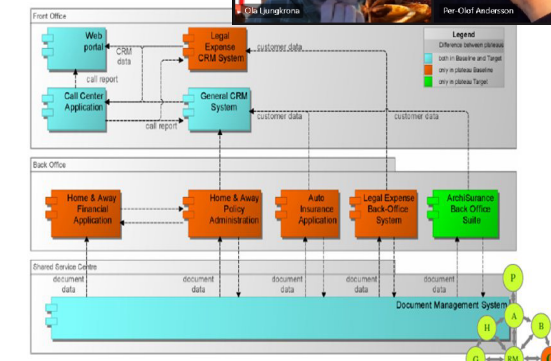 Ola Ljungkrona
Per-Olof Andersson
Front Office
Web
portal
CRM
data
Legal
Expense
CRM System
customer data
Legend
Difference between plateaus
both in Baseline and Target
only in plateau Baseline
only in plateau Target
call report
Call Center
Application
call report
General CRM
System
customer data
customer data
Back Office
Home & Away
Financial
Application
Home & Away
Policy
Administration
Auto
Insurance
Application
Legal Expense
Back-Office
System
ArchiSurance
Back Office
Suite
Shared Service Centre
document
data
document
data
document
data
document
data
document
data
Document Management System
P
A
H
B
G
RM